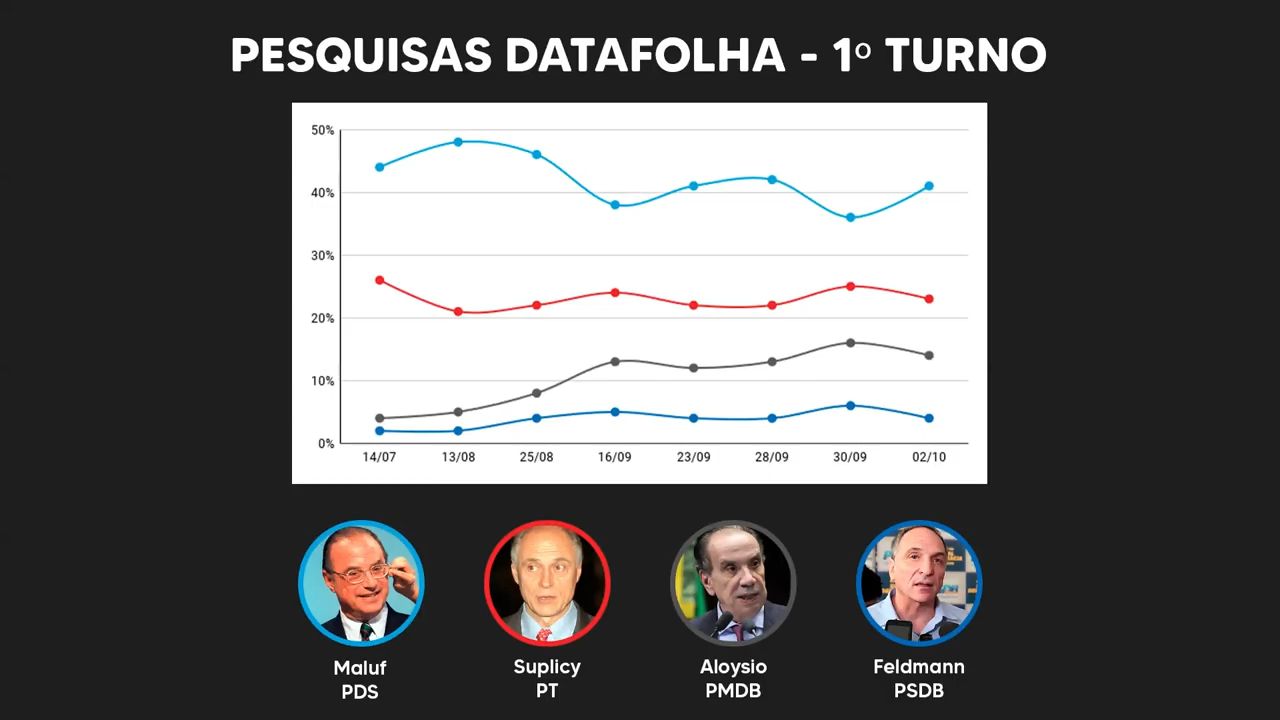 PESQUISAS DATAFOLHA - 1º TURNO
50%
40%
30%
20%
10%
0%
14/07 13/08 25/08 16/09 23/09 28/09 30/09 02/10
Maluf
PDS
Suplicy
PT
Aloysio
PMDB
Feldmann
PSDB